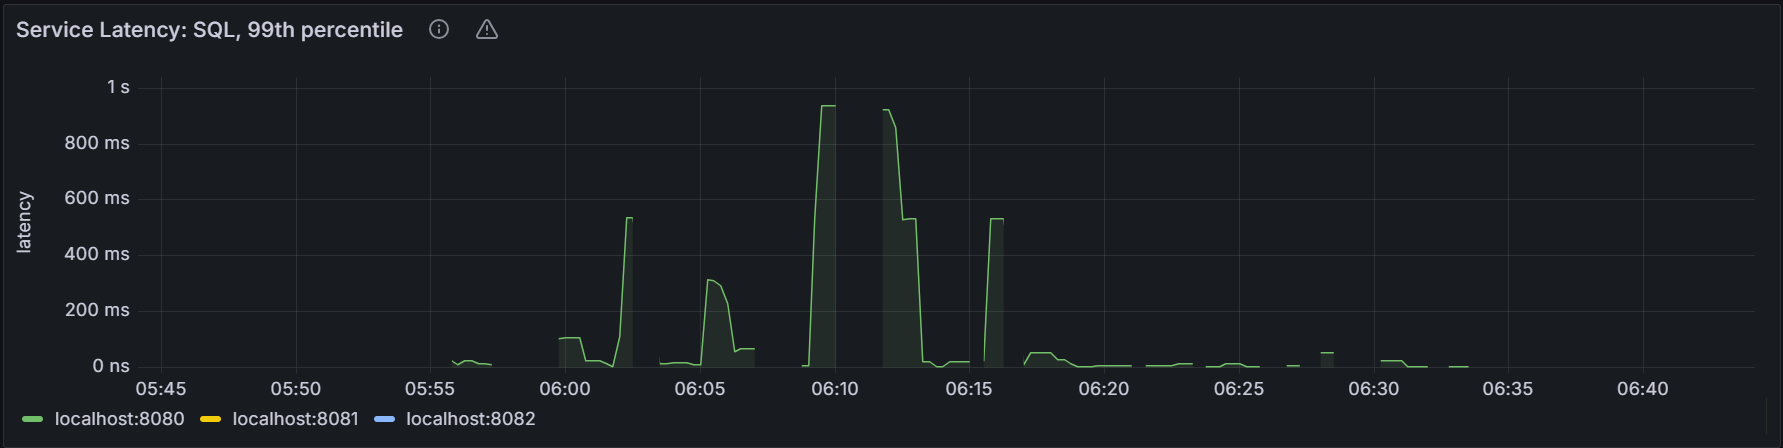 Service Latency: SQL, 99th percentile
1 s
800 ms
600 ms
400 ms
200 ms
0 ns
latency
05:45 05:50 05:55 06:00 06:05 06:10 06:15 06:20 06:25 06:30 06:35 06:40
localhost:8080 localhost:8081 localhost:8082